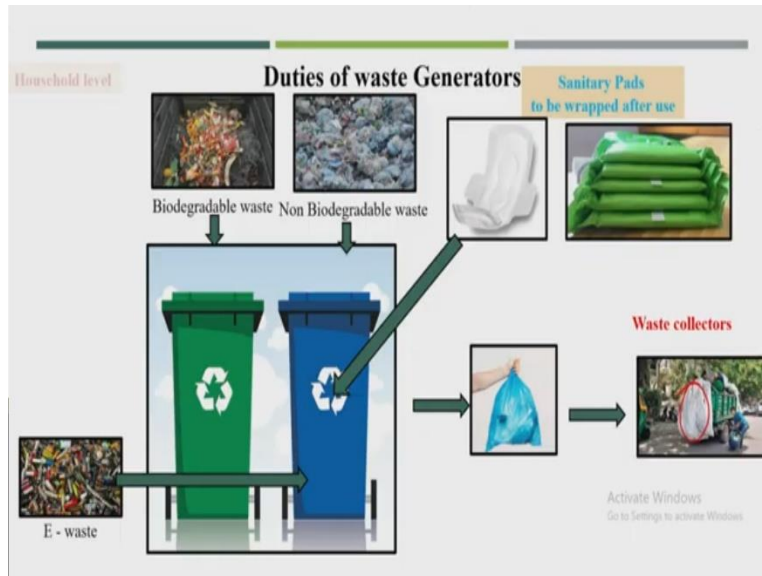 Household level
Duties of waste Generators
Sanitary Pads
to be wrapped after use
Biodegradable waste
Non Biodegradable waste
Waste collectors
E - waste
Activate Windows
Go to Settings to activate Windows.